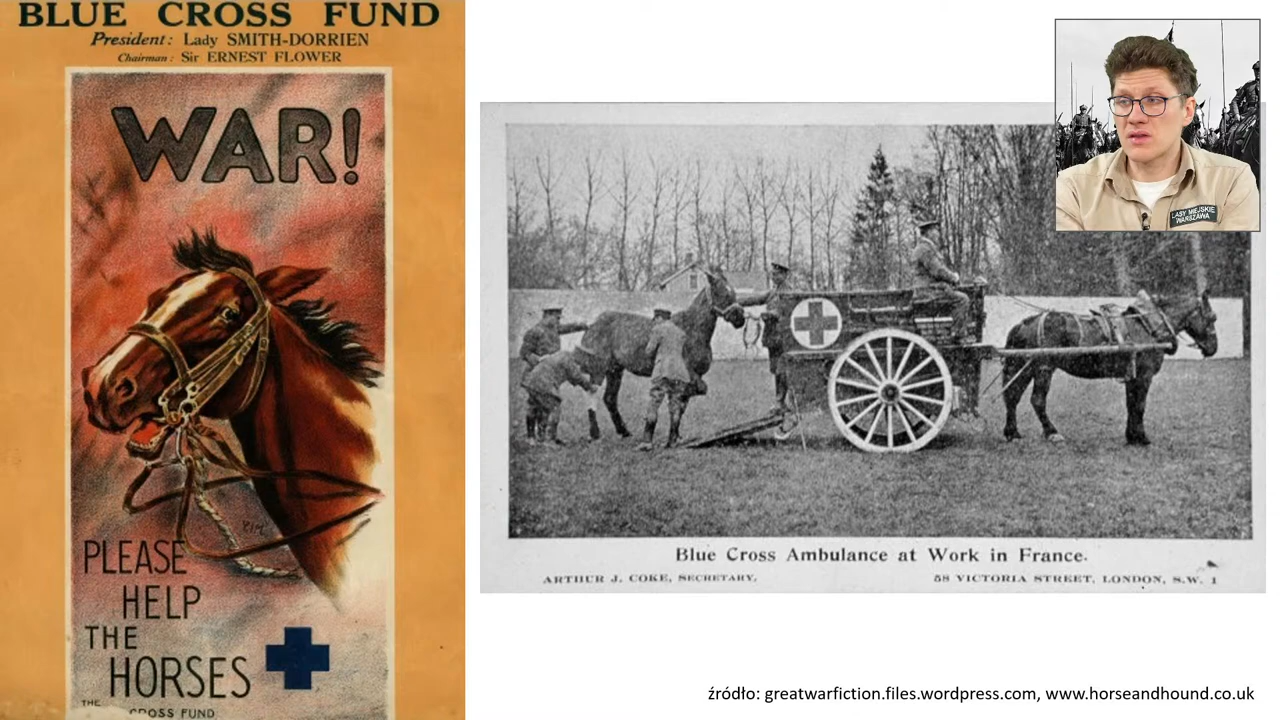 BLUE CROSS FUND
President: Lady SMITH-DORRIEN
Chairman: Sir ERNEST FLOWER
WAR!
PLEASE
HELP
THE
HORSES
THE CROSS FUND
Blue Cross Ambulance at Work in France.
ARTHUR J. COKE, SECRETARY, 58 VICTORIA STREET, LONDON, S.W. 1
LASY MIEJSKIE
WARSZAWA
źródło: greatwarfiction.files.wordpress.com, www.horseandhound.co.uk